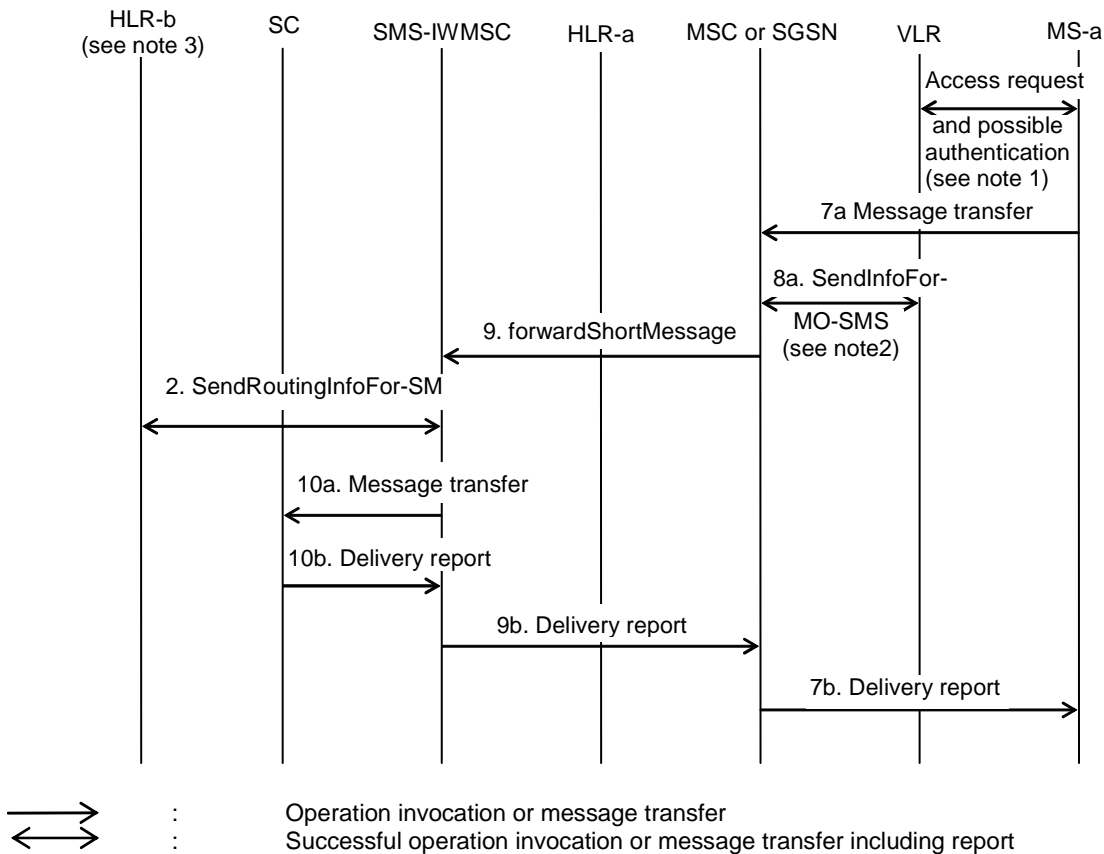 HLR-b
(see note 3)
SC
SMS-IWMSC
HLR-a
MSC or SGSN
VLR
MS-a
Access request
and possible
authentication
(see note 1)
7a Message transfer
8a. SendInfoFor-
MO-SMS
(see note2)
9. forwardShortMessage
2. SendRoutingInfoFor-SM
10a. Message transfer
10b. Delivery report
9b. Delivery report
7b. Delivery report
: Operation invocation or message transfer
: Successful operation invocation or message transfer including report